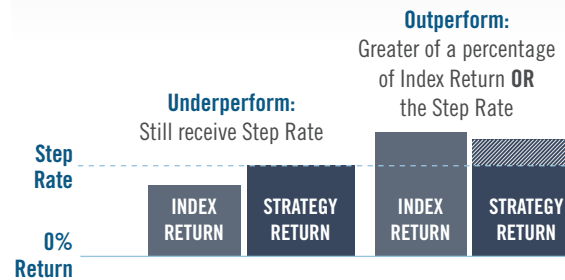 Outperform:
Greater of a percentage
of Index Return OR
the Step Rate
Underperform:
Still receive Step Rate
Step
Rate
INDEX
RETURN
STRATEGY
RETURN
INDEX
RETURN
STRATEGY
RETURN
0%
Return